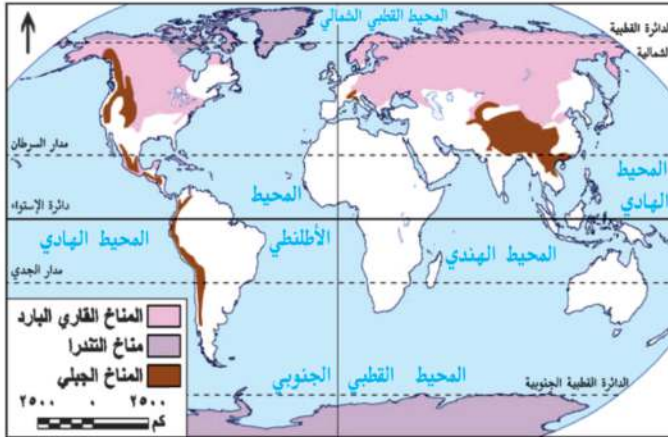 المحيط القطبي الشمالي
الدائرة القطبية
الشمالية
مدار السرطان
المحيط
الهادي
المحيط
الأطلنطي
دائرة الإستواء
المحيط الهادي
المحيط الهندي
مدار الجدي
المناخ القاري البارد
مناخ التندرا
المناخ الجبلي
٢٥٠٠ ٠ ٢٥٠٠
كم
المحيط القطبي الجنوبي
الدائرة القطبية الجنوبية